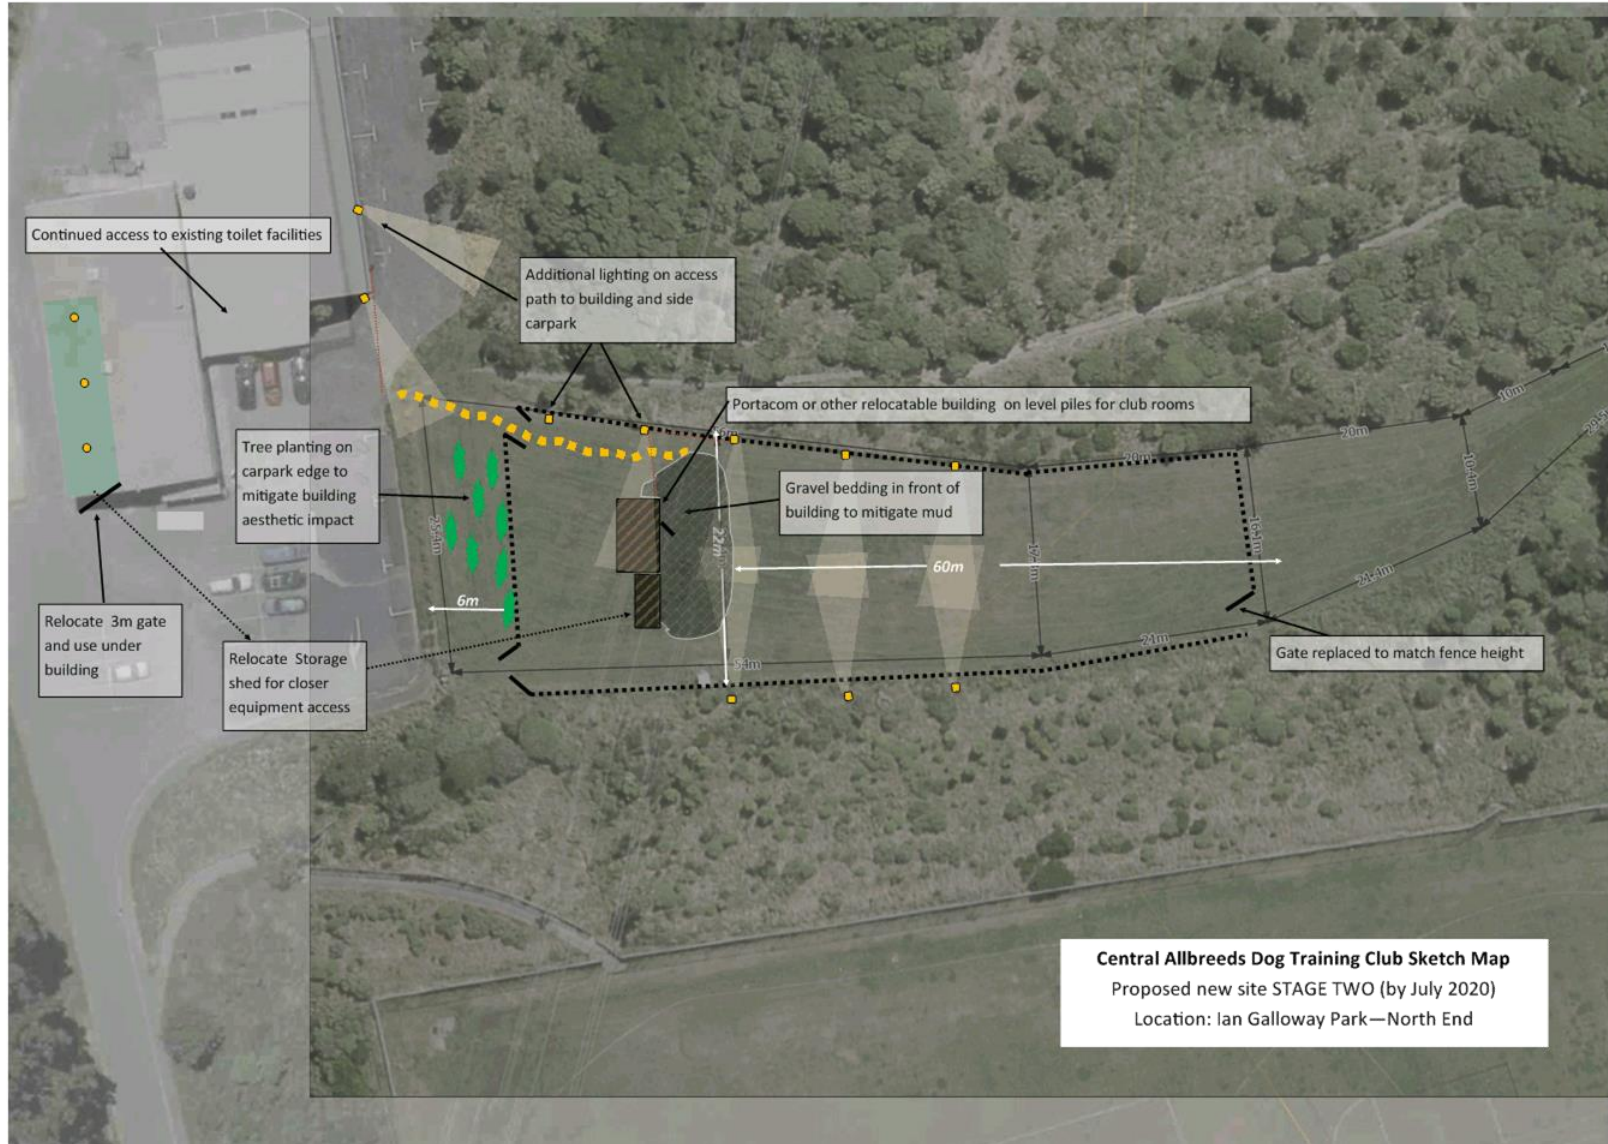 Continued access to existing toilet facilities
Additional lighting on access
path to building and side
carpark
Portacom or other relocatable building on level piles for club rooms
Tree planting on
carpark edge to
mitigate building
aesthetic impact
Gravel bedding in front of
building to mitigate mud
10m
20m
20m
10.4m
29.5m
25.1m
22m
60m
16.1m
21.4m
6m
21m
54m
Relocate 3m gate
and use under
building
Relocate Storage
shed for closer
equipment access
Gate replaced to match fence height
Central Allbreeds Dog Training Club Sketch Map
Proposed new site STAGE TWO (by July 2020)
Location: Ian Galloway Park—North End